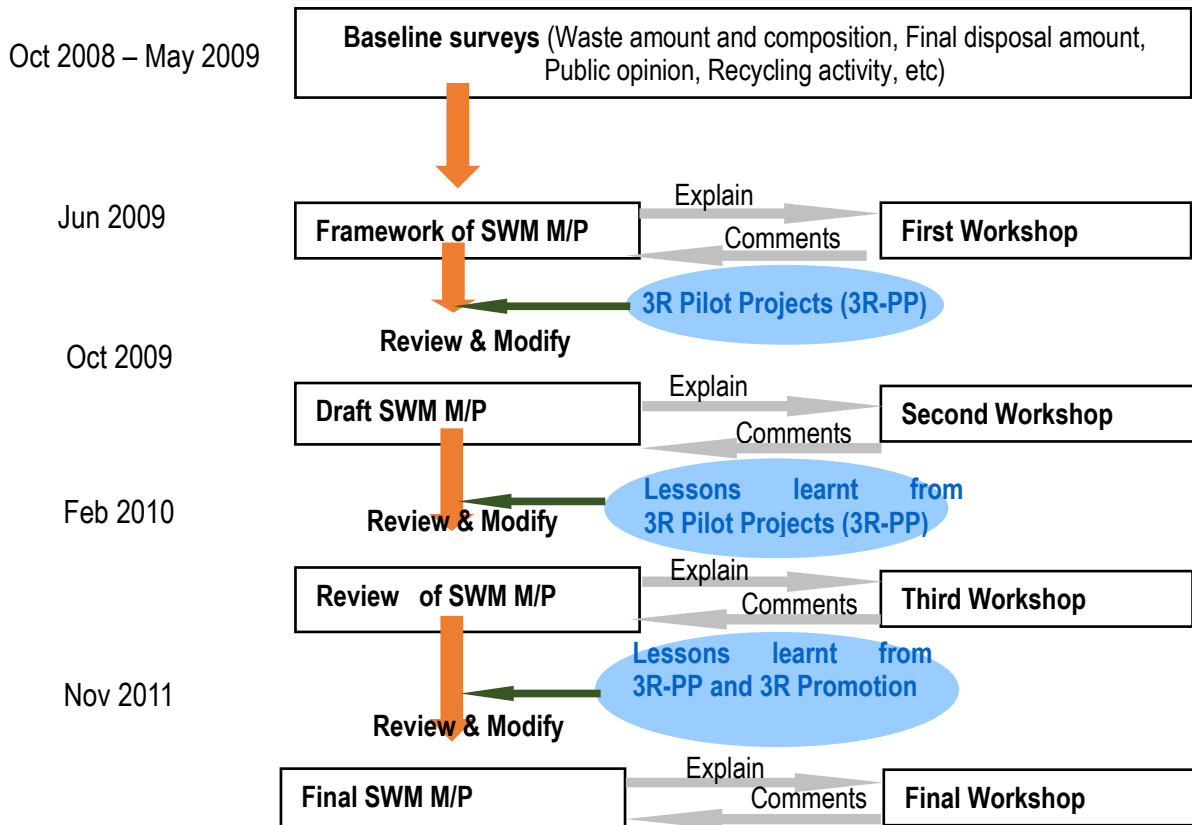 Oct 2008 – May 2009
Baseline surveys (Waste amount and composition, Final disposal amount,
Public opinion, Recycling activity, etc)
Jun 2009
Framework of SWM M/P
Explain
Comments
First Workshop
3R Pilot Projects (3R-PP)
Review & Modify
Oct 2009
Draft SWM M/P
Explain
Comments
Second Workshop
Lessons learnt from
3R Pilot Projects (3R-PP)
Feb 2010
Review & Modify
Review of SWM M/P
Explain
Comments
Third Workshop
Lessons learnt from
3R-PP and 3R Promotion
Nov 2011
Review & Modify
Final SWM M/P
Explain
Comments
Final Workshop